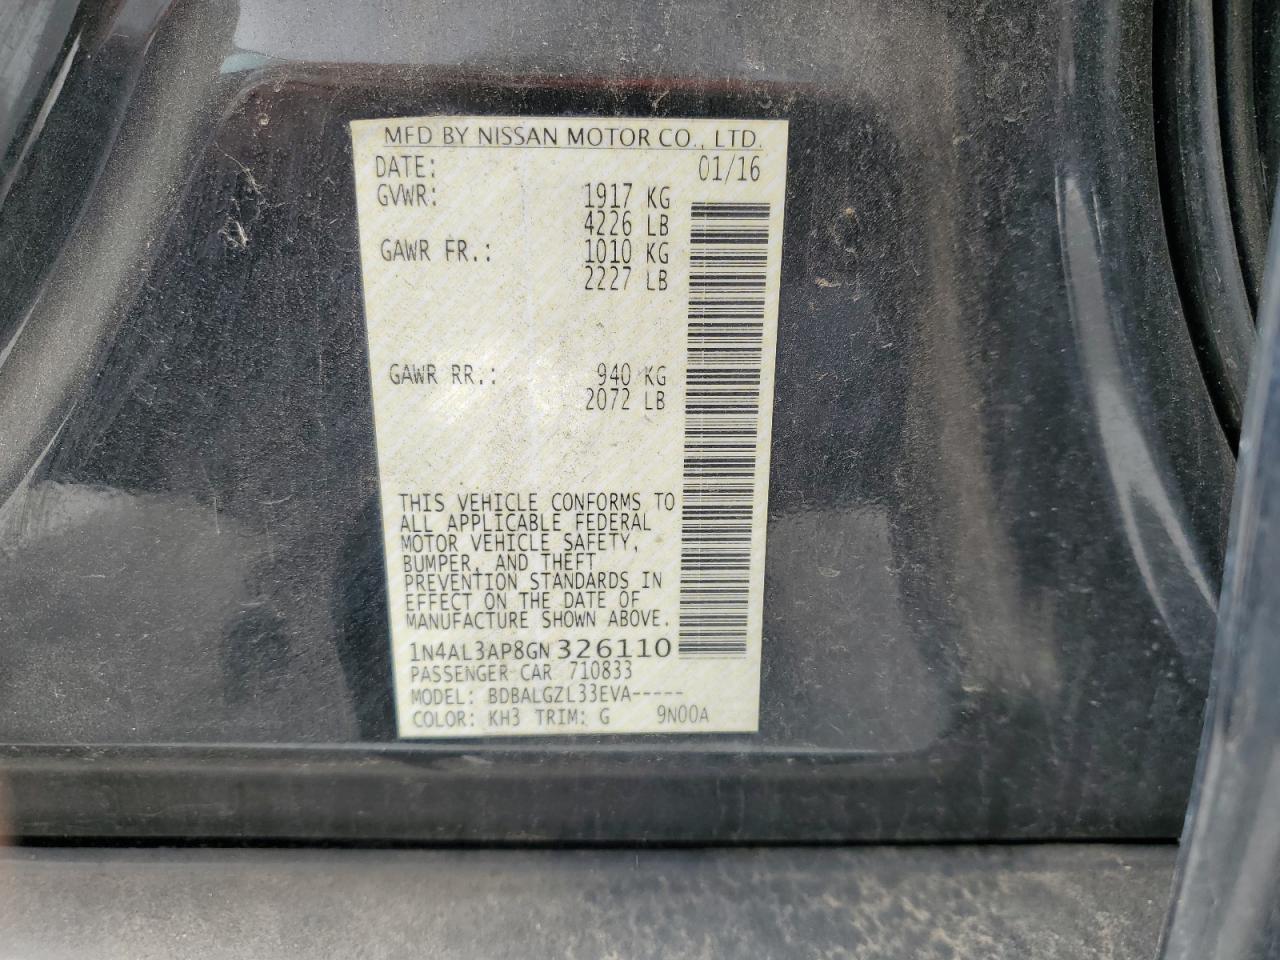 MFD BY NISSAN MOTOR CO., LTD.
DATE: 01/16
GVWR: 1917 KG
4226 LB
GAWR FR.: 1010 KG
2227 LB
GAWR RR.: 940 KG
2072 LB
THIS VEHICLE CONFORMS TO
ALL APPLICABLE FEDERAL
MOTOR VEHICLE SAFETY,
BUMPER, AND THEFT
PREVENTION STANDARDS IN
EFFECT ON THE DATE OF
MANUFACTURE SHOWN ABOVE.
1N4AL3AP8GN326110
PASSENGER CAR 710833
MODEL: BDBALGZL33EVA-----
COLOR: KH3 TRIM: G 9N00A